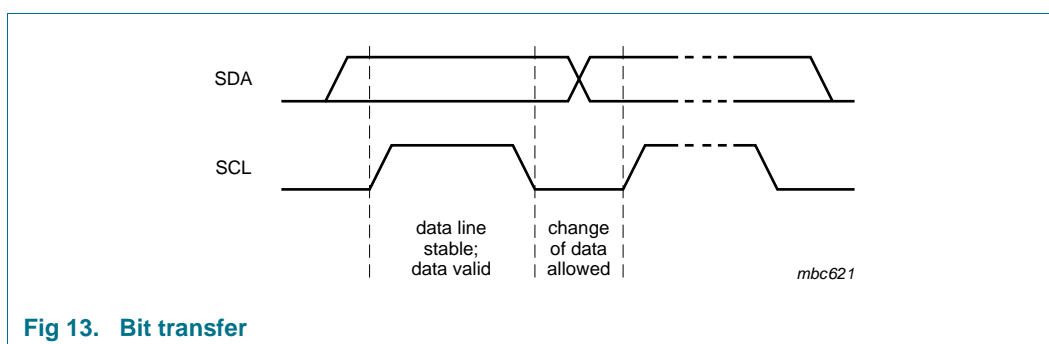 SDA
SCL
data line
stable;
data valid
change
of data
allowed
mbc621
Fig 13. Bit transfer